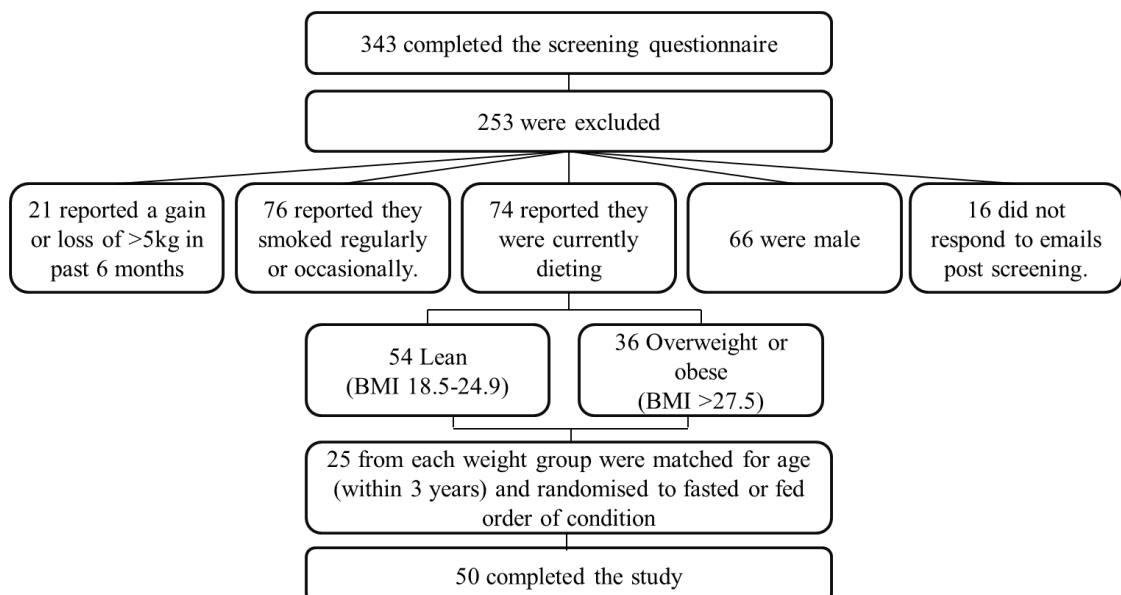 343 completed the screening questionnaire
253 were excluded
21 reported a gain
or loss of >5kg in
past 6 months
76 reported they
smoked regularly
or occasionally.
74 reported they
were currently
dieting
66 were male
16 did not
respond to emails
post screening.
54 Lean
(BMI 18.5-24.9)
36 Overweight or
obese
(BMI >27.5)
25 from each weight group were matched for age
(within 3 years) and randomised to fasted or fed
order of condition
50 completed the study